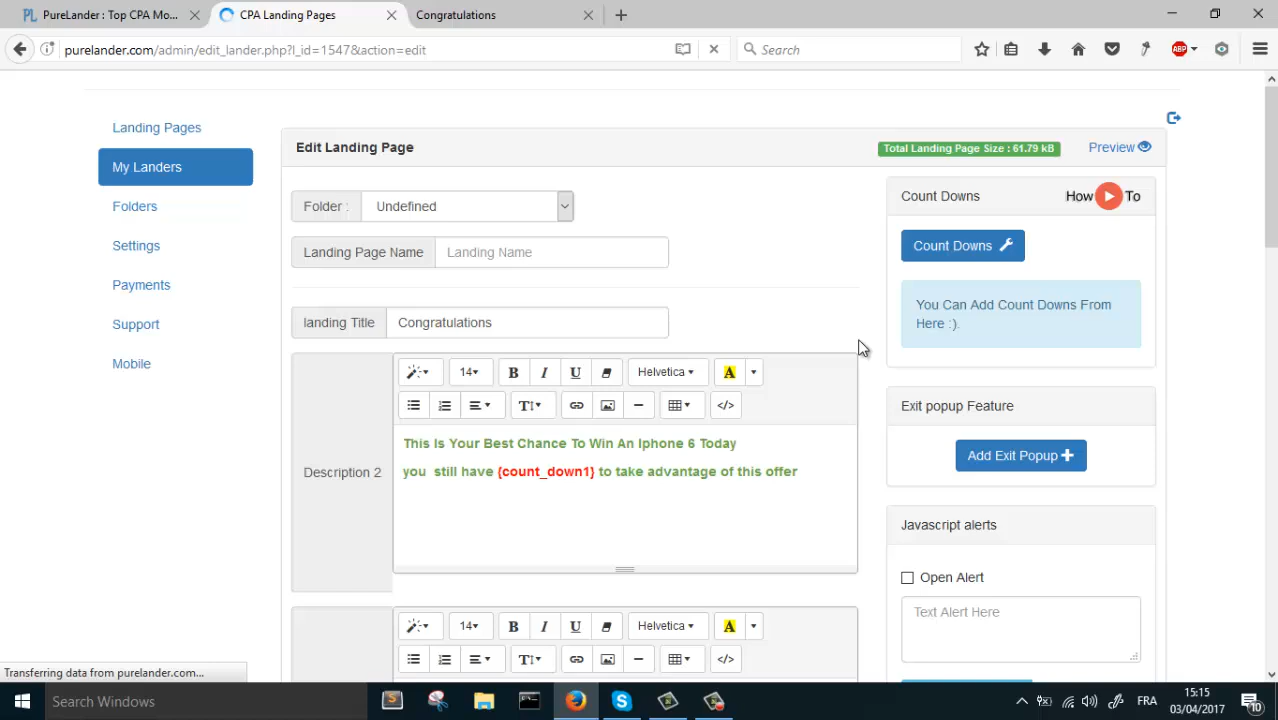 PureLander : Top CPA Mo...
CPA Landing Pages
Congratulations
purelander.com/admin/edit_lander.php?l_id=1547&action=edit
Search
ABP
Landing Pages
My Landers
Folders
Settings
Payments
Support
Mobile
Edit Landing Page
Total Landing Page Size : 61.79 kB
Preview
Folder :
Undefined
Landing Page Name
Landing Name
landing Title
Congratulations
14
B I U
Helvetica
A
T
</>
Description 2
This Is Your Best Chance To Win An Iphone 6 Today
you still have {count_down1} to take advantage of this offer
14
B I U
Helvetica
A
T
</>
Count Downs
How To
Count Downs
You Can Add Count Downs From
Here :).
Exit popup Feature
Add Exit Popup
Javascript alerts
Open Alert
Text Alert Here
Transferring data from purelander.com...
Search Windows
FRA
15:15
03/04/2017
10